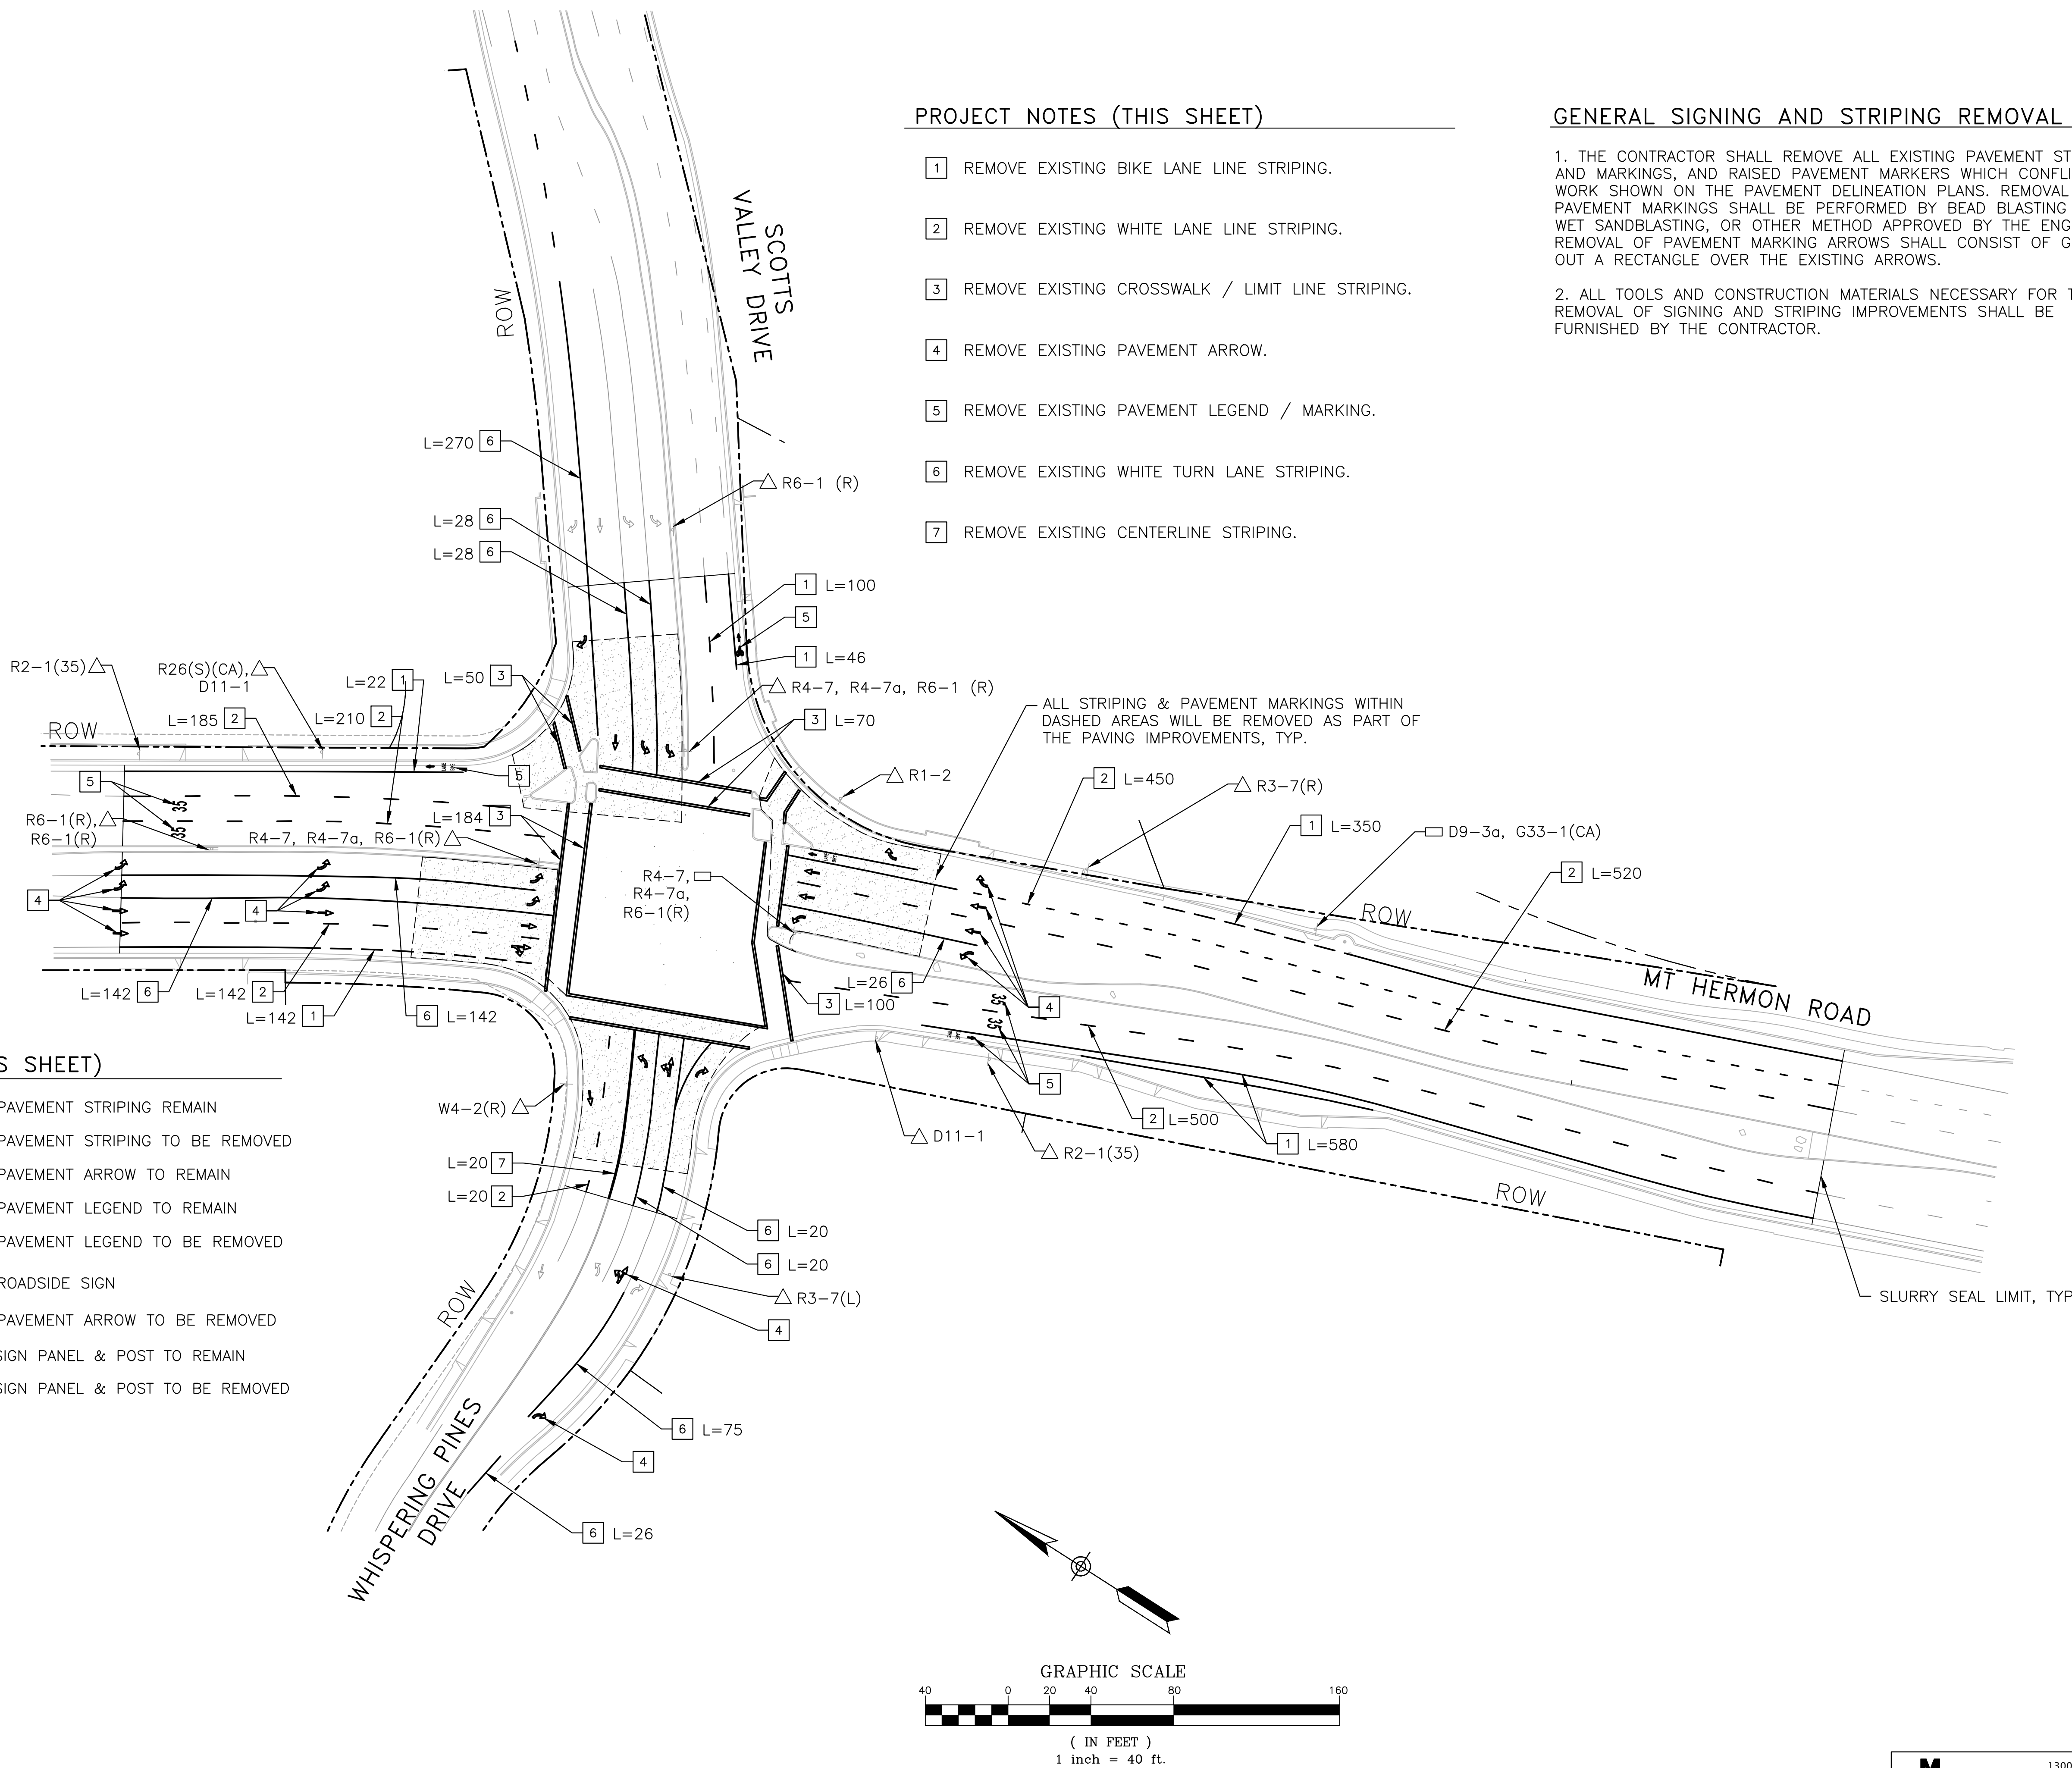 PROJECT NOTES (THIS SHEET)
1 REMOVE EXISTING BIKE LANE LINE STRIPING.
2 REMOVE EXISTING WHITE LANE LINE STRIPING.
3 REMOVE EXISTING CROSSWALK / LIMIT LINE STRIPING.
4 REMOVE EXISTING PAVEMENT ARROW.
5 REMOVE EXISTING PAVEMENT LEGEND / MARKING.
6 REMOVE EXISTING WHITE TURN LANE STRIPING.
7 REMOVE EXISTING CENTERLINE STRIPING.
GENERAL SIGNING AND STRIPING REMOVAL
1. THE CONTRACTOR SHALL REMOVE ALL EXISTING PAVEMENT ST
AND MARKINGS, AND RAISED PAVEMENT MARKERS WHICH CONFLI
WORK SHOWN ON THE PAVEMENT DELINEATION PLANS. REMOVAL
PAVEMENT MARKINGS SHALL BE PERFORMED BY BEAD BLASTING
WET SANDBLASTING, OR OTHER METHOD APPROVED BY THE ENG
REMOVAL OF PAVEMENT MARKING ARROWS SHALL CONSIST OF G
OUT A RECTANGLE OVER THE EXISTING ARROWS.
2. ALL TOOLS AND CONSTRUCTION MATERIALS NECESSARY FOR T
REMOVAL OF SIGNING AND STRIPING IMPROVEMENTS SHALL BE
FURNISHED BY THE CONTRACTOR.
SCOTTS
VALLEY DRIVE
ROW
L=270 6
R6-1 (R)
L=28 6
L=28 6
1 L=100
5
1 L=46
R4-7, R4-7a, R6-1 (R)
3 L=70
R2-1(35)
R26(S)(CA),
D11-1
L=22 1
L=50 3
L=185 2
L=210 2
ROW
5
5
35
35
R6-1(R),
R6-1(R)
L=184 3
R4-7, R4-7a, R6-1(R)
ALL STRIPING & PAVEMENT MARKINGS WITHIN
DASHED AREAS WILL BE REMOVED AS PART OF
THE PAVING IMPROVEMENTS, TYP.
R1-2
2 L=450
R3-7(R)
1 L=350
D9-3a, G33-1(CA)
2 L=520
4
4
R4-7,
R4-7a,
R6-1(R)
ROW
MT HERMON ROAD
L=142 6
L=142 2
L=142 1
6 L=142
L=26 6
3 L=100
35
35
4
5
2 L=500
1 L=580
D11-1
R2-1(35)
ROW
SLURRY SEAL LIMIT, TYP
W4-2(R)
L=20 7
L=20 2
6 L=20
6 L=20
R3-7(L)
4
6 L=75
4
6 L=26
ROW
WHISPERING PINES
DRIVE
S SHEET)
PAVEMENT STRIPING REMAIN
PAVEMENT STRIPING TO BE REMOVED
PAVEMENT ARROW TO REMAIN
PAVEMENT LEGEND TO REMAIN
PAVEMENT LEGEND TO BE REMOVED
ROADSIDE SIGN
PAVEMENT ARROW TO BE REMOVED
SIGN PANEL & POST TO REMAIN
SIGN PANEL & POST TO BE REMOVED
GRAPHIC SCALE
40 0 20 40 80 160
( IN FEET )
1 inch = 40 ft.
1300